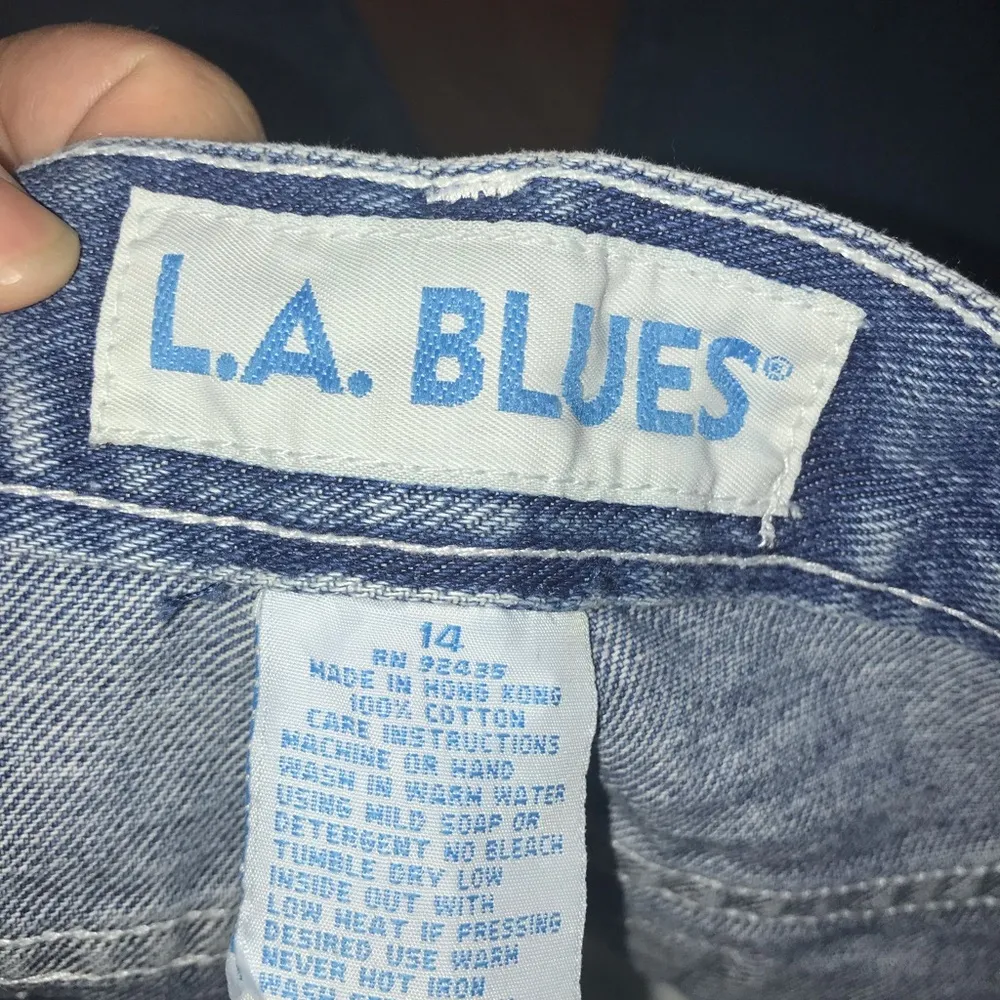 L.A. BLUES®
14
RN 92435
MADE IN HONG KONG
100% COTTON
CARE INSTRUCTIONS
MACHINE OR HAND
WASH IN WARM WATER
USING MILD SOAP OR
DETERGENT NO BLEACH
TUMBLE DRY LOW
INSIDE OUT WITH
LOW HEAT IF PRESSING
DESIRED USE WARM
NEVER HOT IRON
WASH